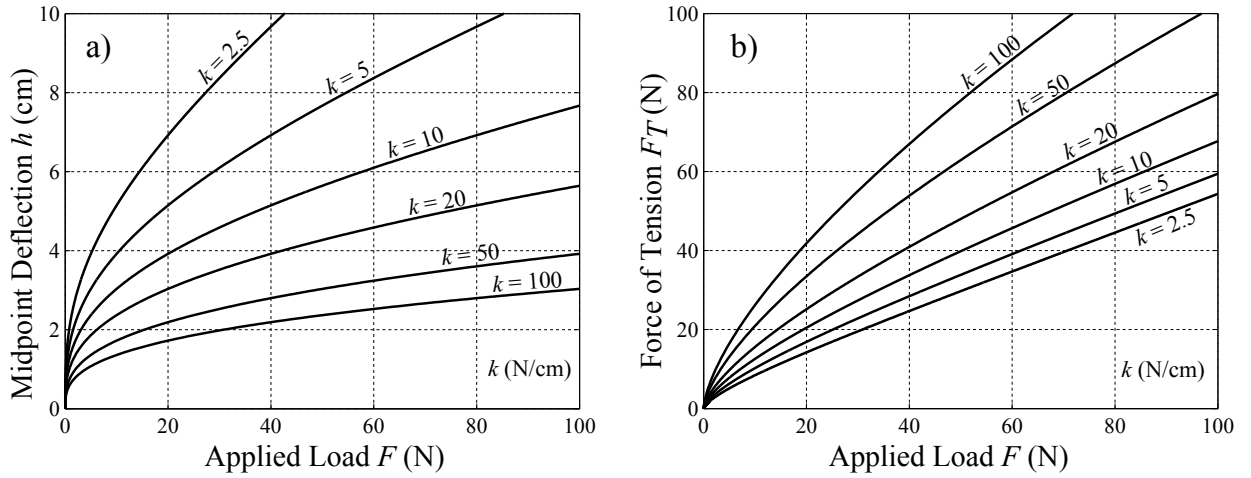 a)
Midpoint Deflection h (cm)
10
8
6
4
2
0
k = 2.5
k = 5
k = 10
k = 20
k = 50
k = 100
k (N/cm)
0 20 40 60 80 100
Applied Load F (N)
b)
Force of Tension FT (N)
100
80
60
40
20
0
k = 100
k = 50
k = 20
k = 10
k = 5
k = 2.5
k (N/cm)
0 20 40 60 80 100
Applied Load F (N)